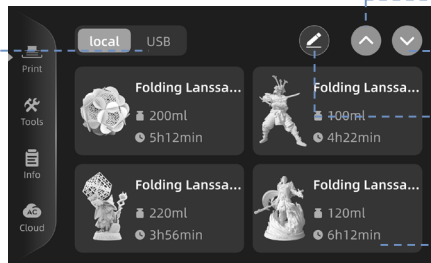 local USB
Print
Tools
Info
AC
Cloud
Folding Lanssa...
200ml
5h12min
Folding Lanssa...
100ml
4h22min
Folding Lanssa...
220ml
3h56min
Folding Lanssa...
120ml
6h12min